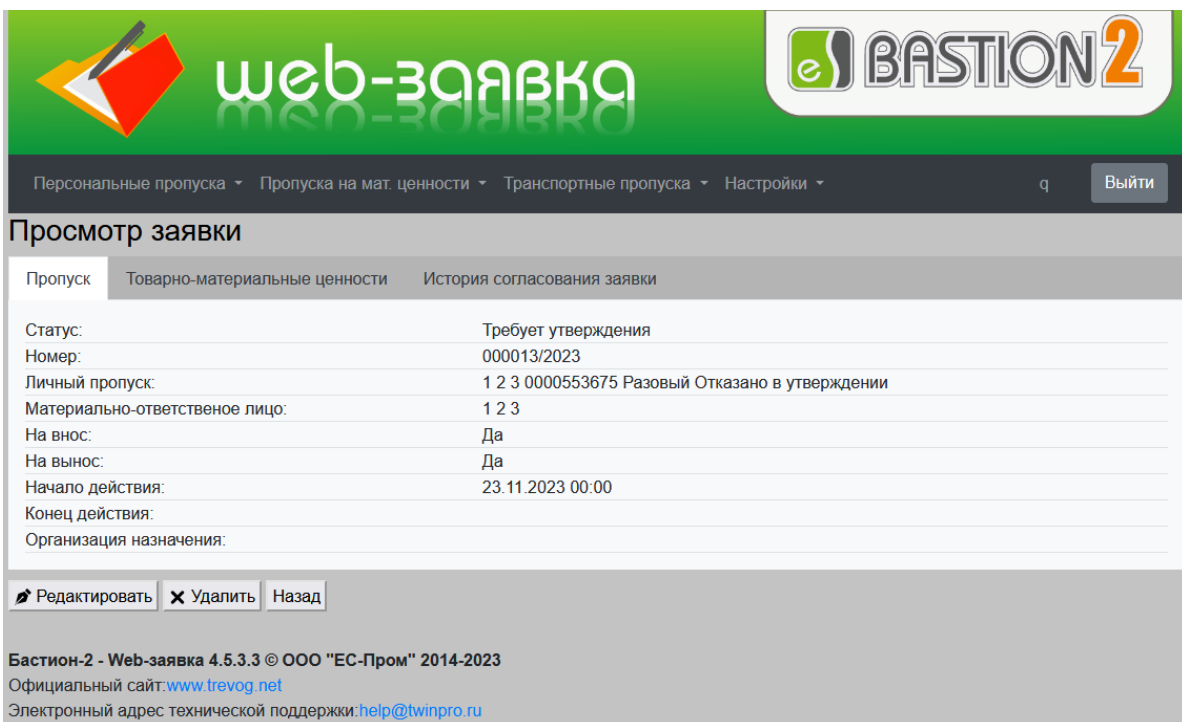 web-заявка
eS BASTION 2
Персональные пропуска Пропуска на мат. ценности Транспортные пропуска Настройки q Выйти
Просмотр заявки
Пропуск Товарно-материальные ценности История согласования заявки
Статус: Требует утверждения
Номер: 000013/2023
Личный пропуск: 1 2 3 0000553675 Разовый Отказано в утверждении
Материально-ответственое лицо: 1 2 3
На внос: Да
На вынос: Да
Начало действия: 23.11.2023 00:00
Конец действия:
Организация назначения:
Редактировать Удалить Назад
Бастион-2 - Web-заявка 4.5.3.3 © ООО "ЕС-Пром" 2014-2023
Официальный сайт:www.trevog.net
Электронный адрес технической поддержки:help@twinpro.ru